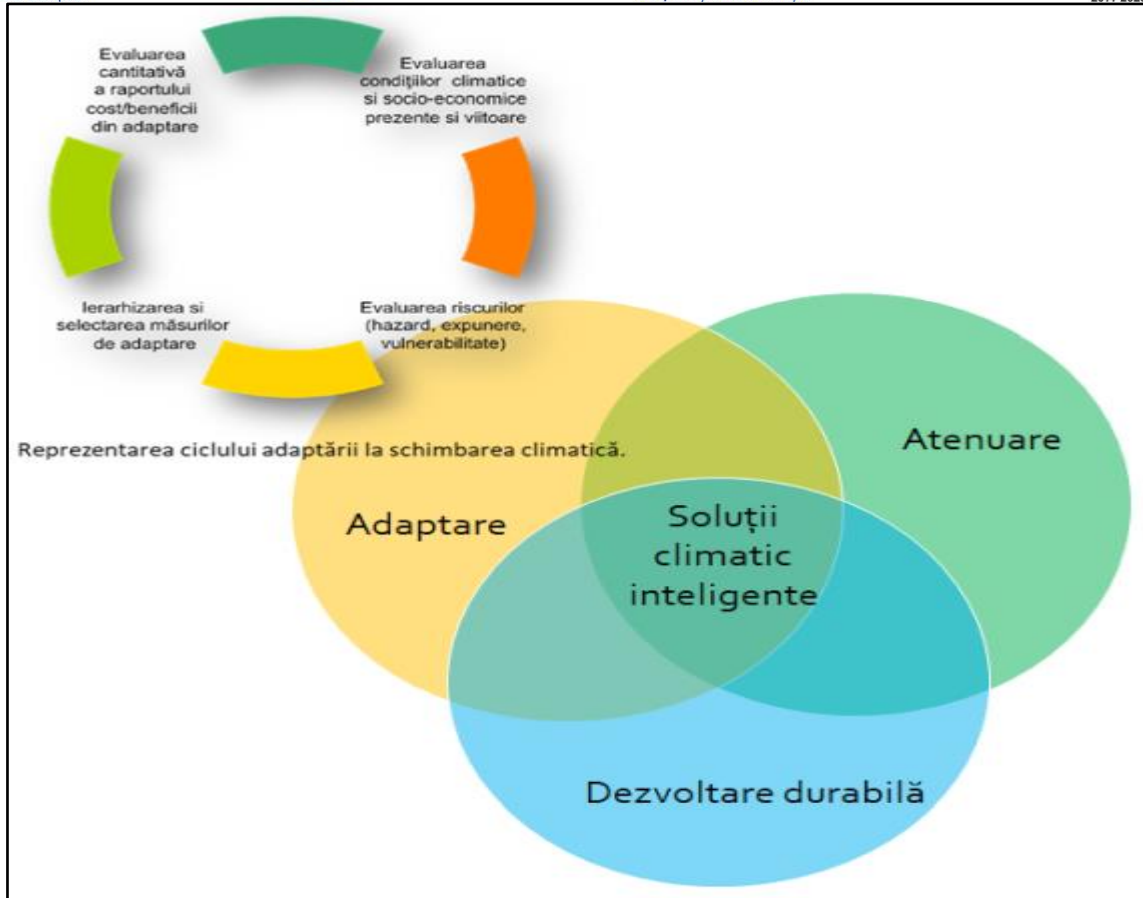 Evaluarea
cantitativă
a raportului
cost/beneficii
din adaptare
Evaluarea
condițiilor climatice
si socio-economice
prezente si viitoare
Ierarhizarea si
selectarea măsurilor
de adaptare
Evaluarea riscurilor
(hazard, expunere,
vulnerabilitate)
Reprezentarea ciclului adaptării la schimbarea climatică.
Atenuare
Adaptare
Soluții
climatic
inteligente
Dezvoltare durabilă